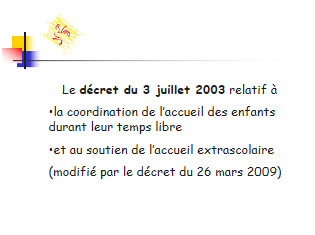 Le décret du 3 juillet 2003 relatif à
•la coordination de l'accueil des enfants
durant leur temps libre
•et au soutien de l'accueil extrascolaire
(modifié par le décret du 26 mars 2009)